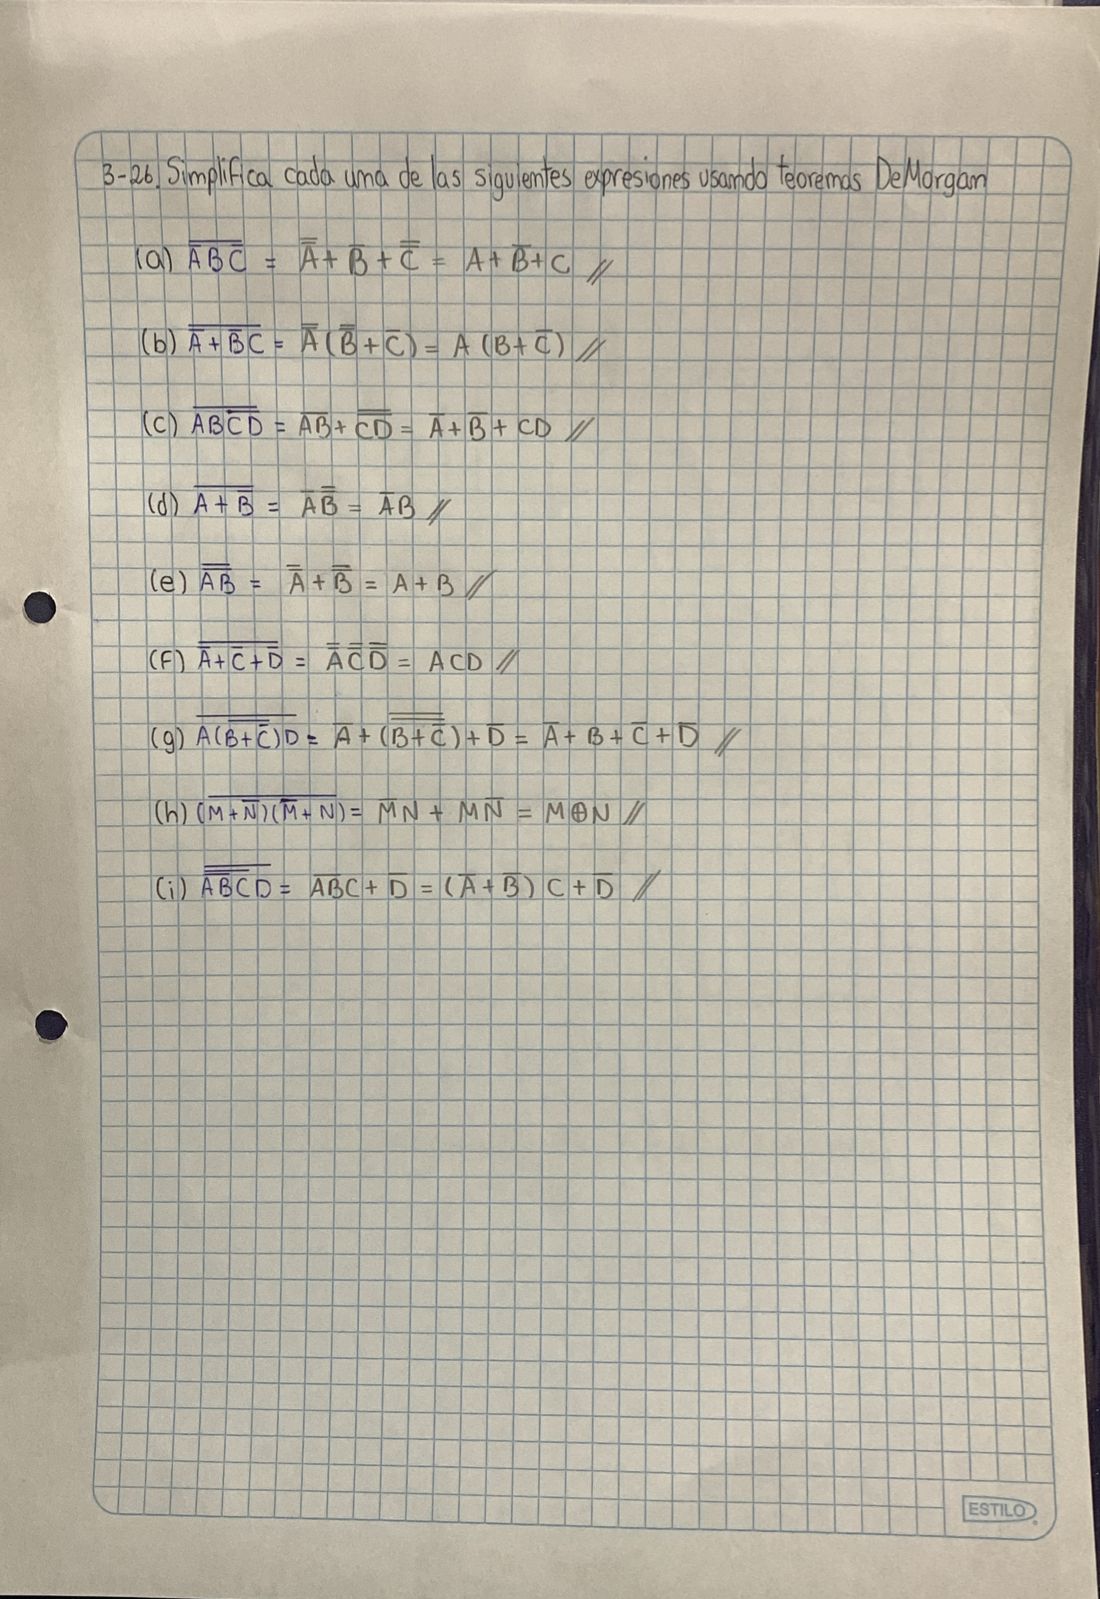 3-26. Simplifica cada una de las siguientes expresiones usando teoremas DeMorgan
(a) \overline{\overline{A}B\overline{C}} = \overline{\overline{A}} + \overline{B} + \overline{\overline{C}} = A + \overline{B} + C //
(b) \overline{\overline{A} + \overline{B}C} = \overline{\overline{A}} (\overline{\overline{B}} + \overline{C}) = A (B + \overline{C}) //
(c) \overline{AB\overline{CD}} = \overline{AB} + \overline{\overline{CD}} = \overline{A} + \overline{B} + CD //
(d) \overline{A + \overline{B}} = \overline{A}\overline{\overline{B}} = \overline{A}B //
(e) \overline{\overline{A}\overline{B}} = \overline{\overline{A}} + \overline{\overline{B}} = A + B //
(f) \overline{\overline{A} + \overline{C} + \overline{D}} = \overline{\overline{A}}\overline{\overline{C}}\overline{\overline{D}} = ACD //
(g) \overline{A(\overline{B + \overline{C}})D} = \overline{A} + (\overline{\overline{B + \overline{C}}}) + \overline{D} = \overline{A} + B + \overline{C} + \overline{D} //
(h) \overline{(M + \overline{N})(\overline{M} + N)} = \overline{M}N + M\overline{N} = M⊕N //
(i) \overline{\overline{\overline{AB}C}D} = \overline{AB}C + \overline{D} = (\overline{A} + \overline{B}) C + \overline{D} //
ESTILO